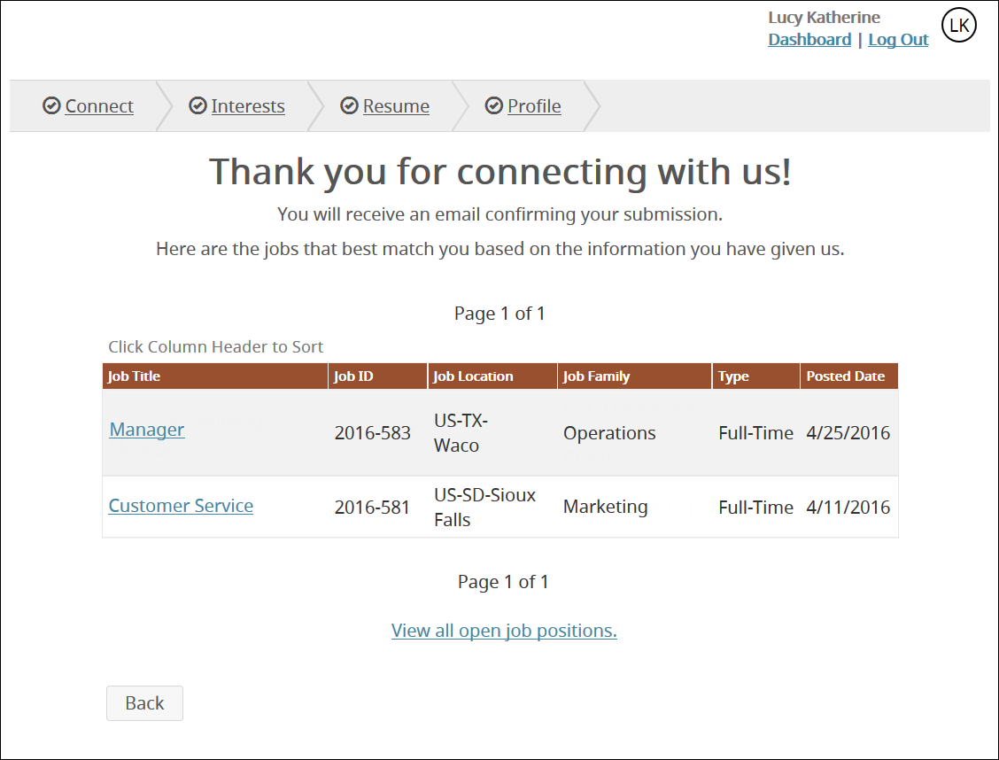 Lucy Katherine
LK
Dashboard | Log Out
Connect Interests Resume Profile
Thank you for connecting with us!
You will receive an email confirming your submission.
Here are the jobs that best match you based on the information you have given us.
Page 1 of 1
Click Column Header to Sort
Job Title Job ID Job Location Job Family Type Posted Date
Manager 2016-583 US-TX-
Waco Operations Full-Time 4/25/2016
Customer Service 2016-581 US-SD-Sioux
Falls Marketing Full-Time 4/11/2016
Page 1 of 1
View all open job positions.
Back